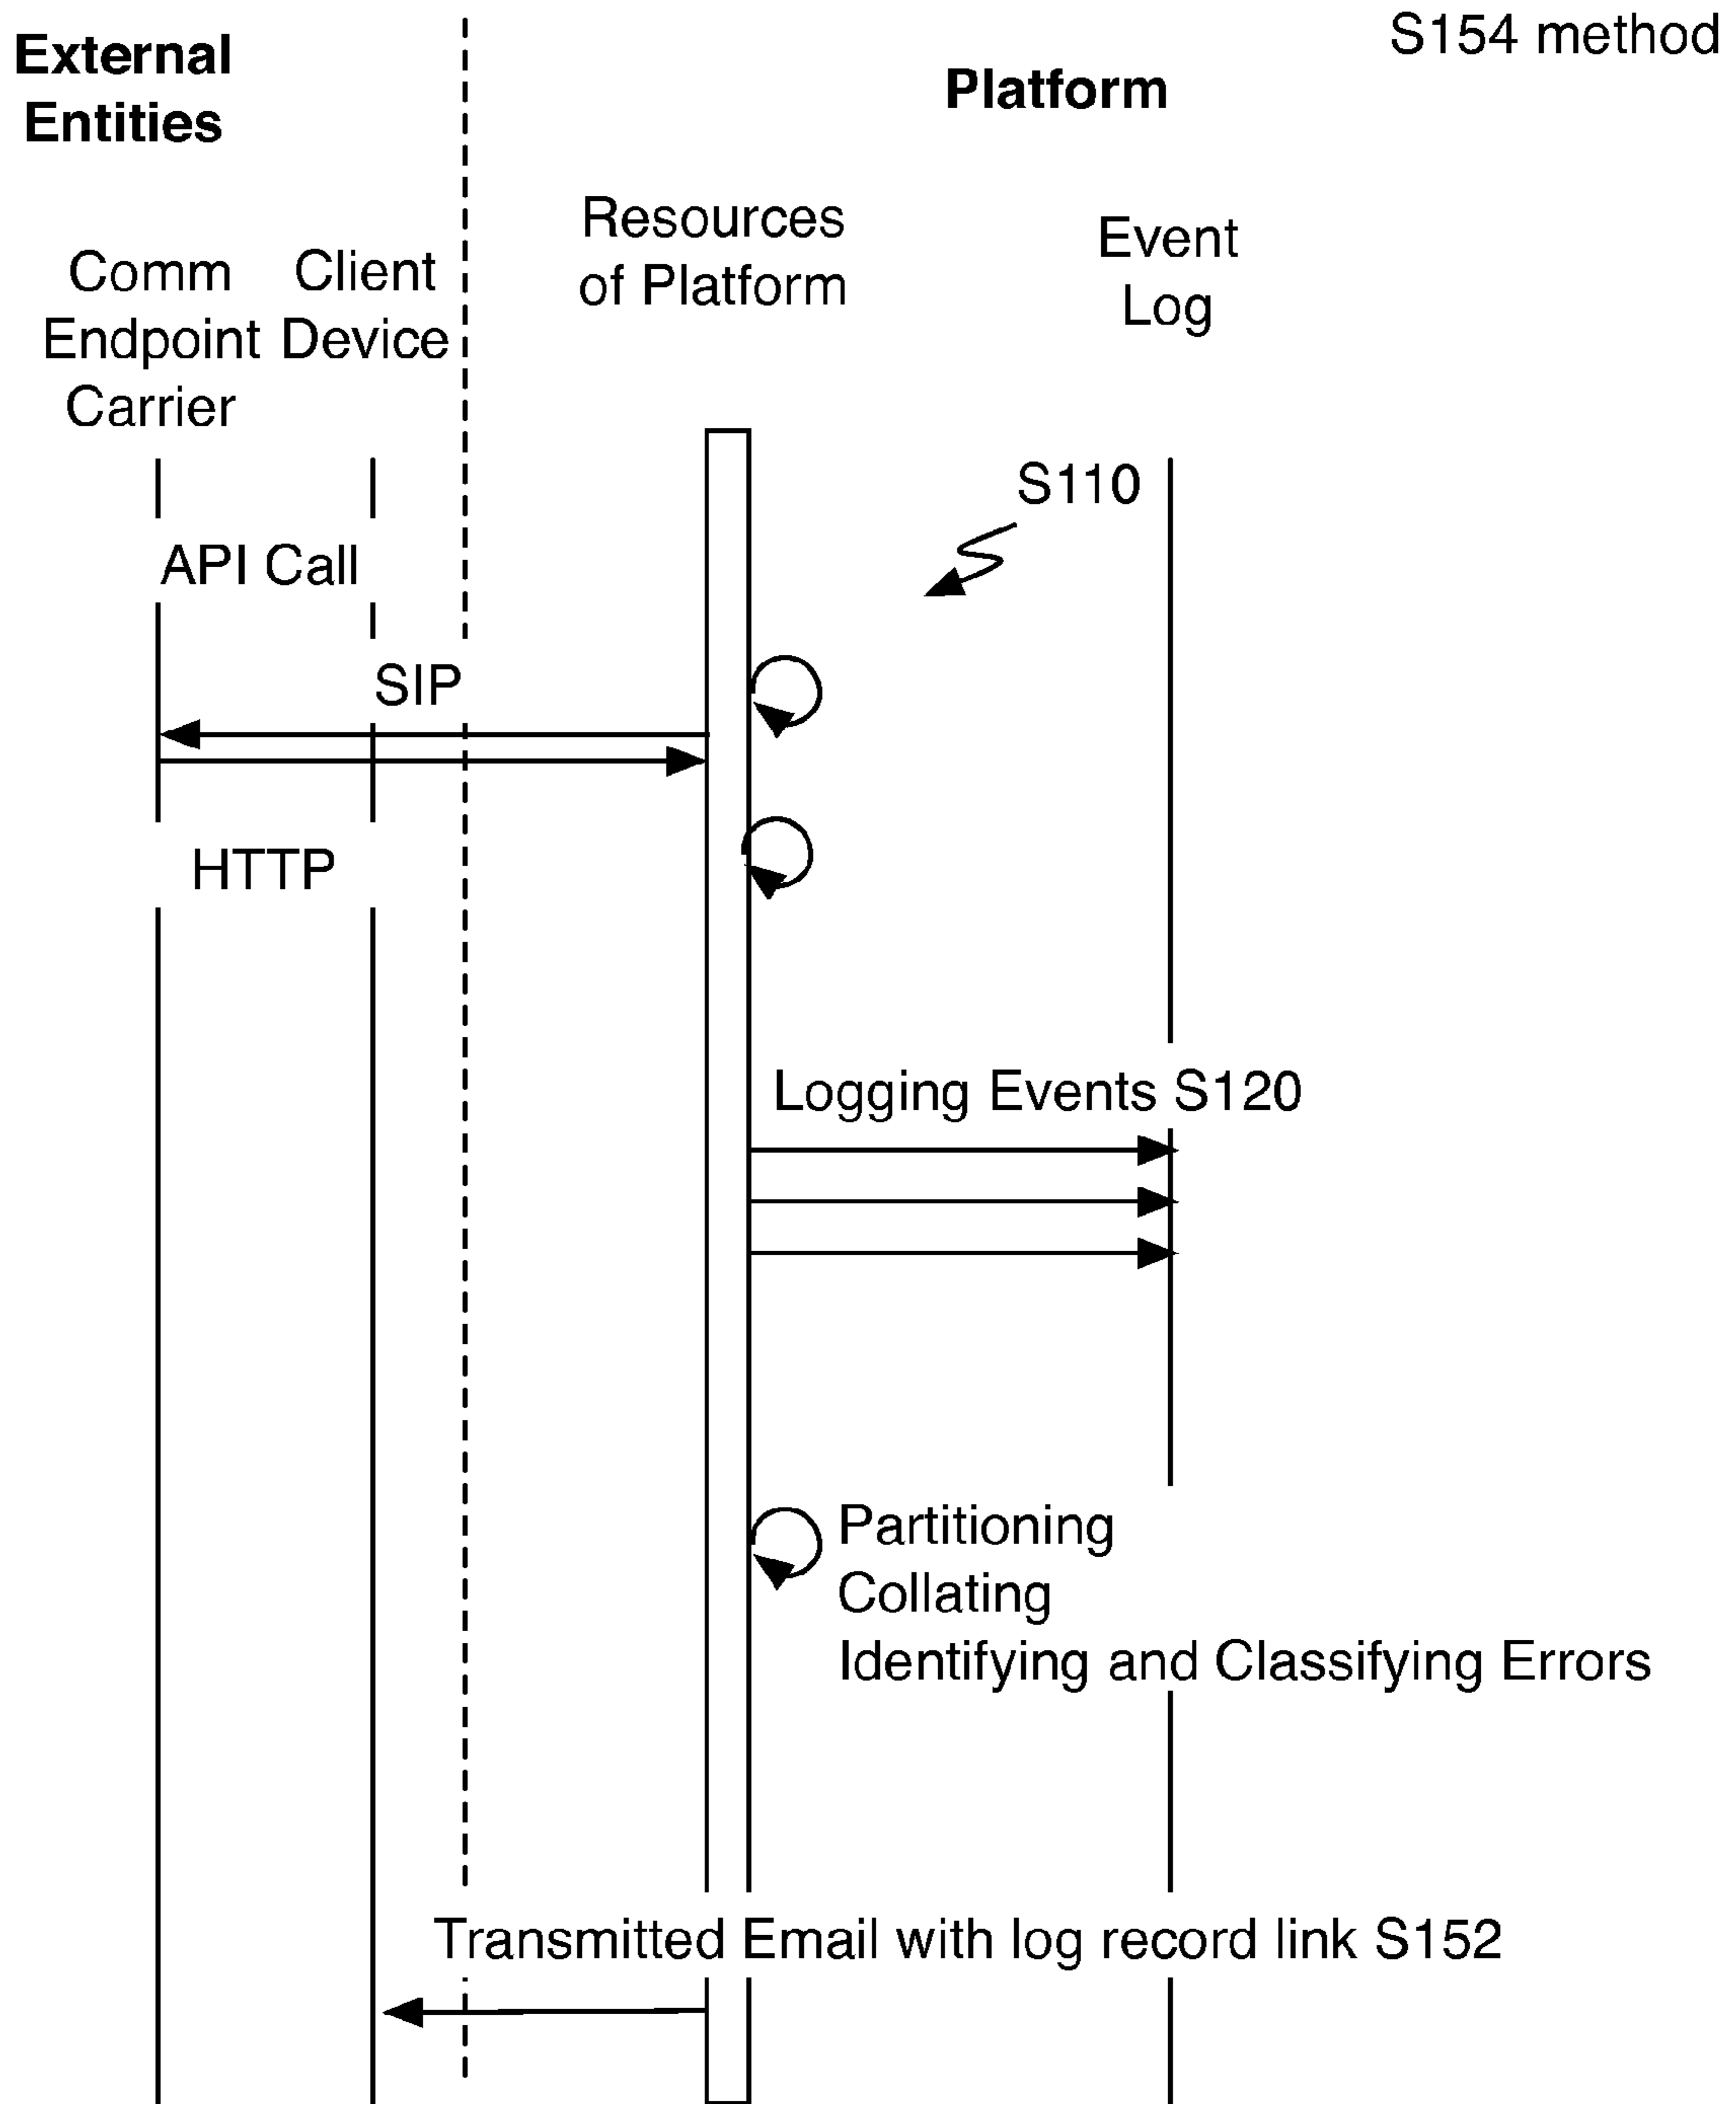 S154 method
External
Entities
Platform
Resources
of Platform
Event
Log
Comm
Endpoint
Carrier
Client
Device
S110
API Call
SIP
HTTP
Logging Events S120
Partitioning
Collating
Identifying and Classifying Errors
Transmitted Email with log record link S152